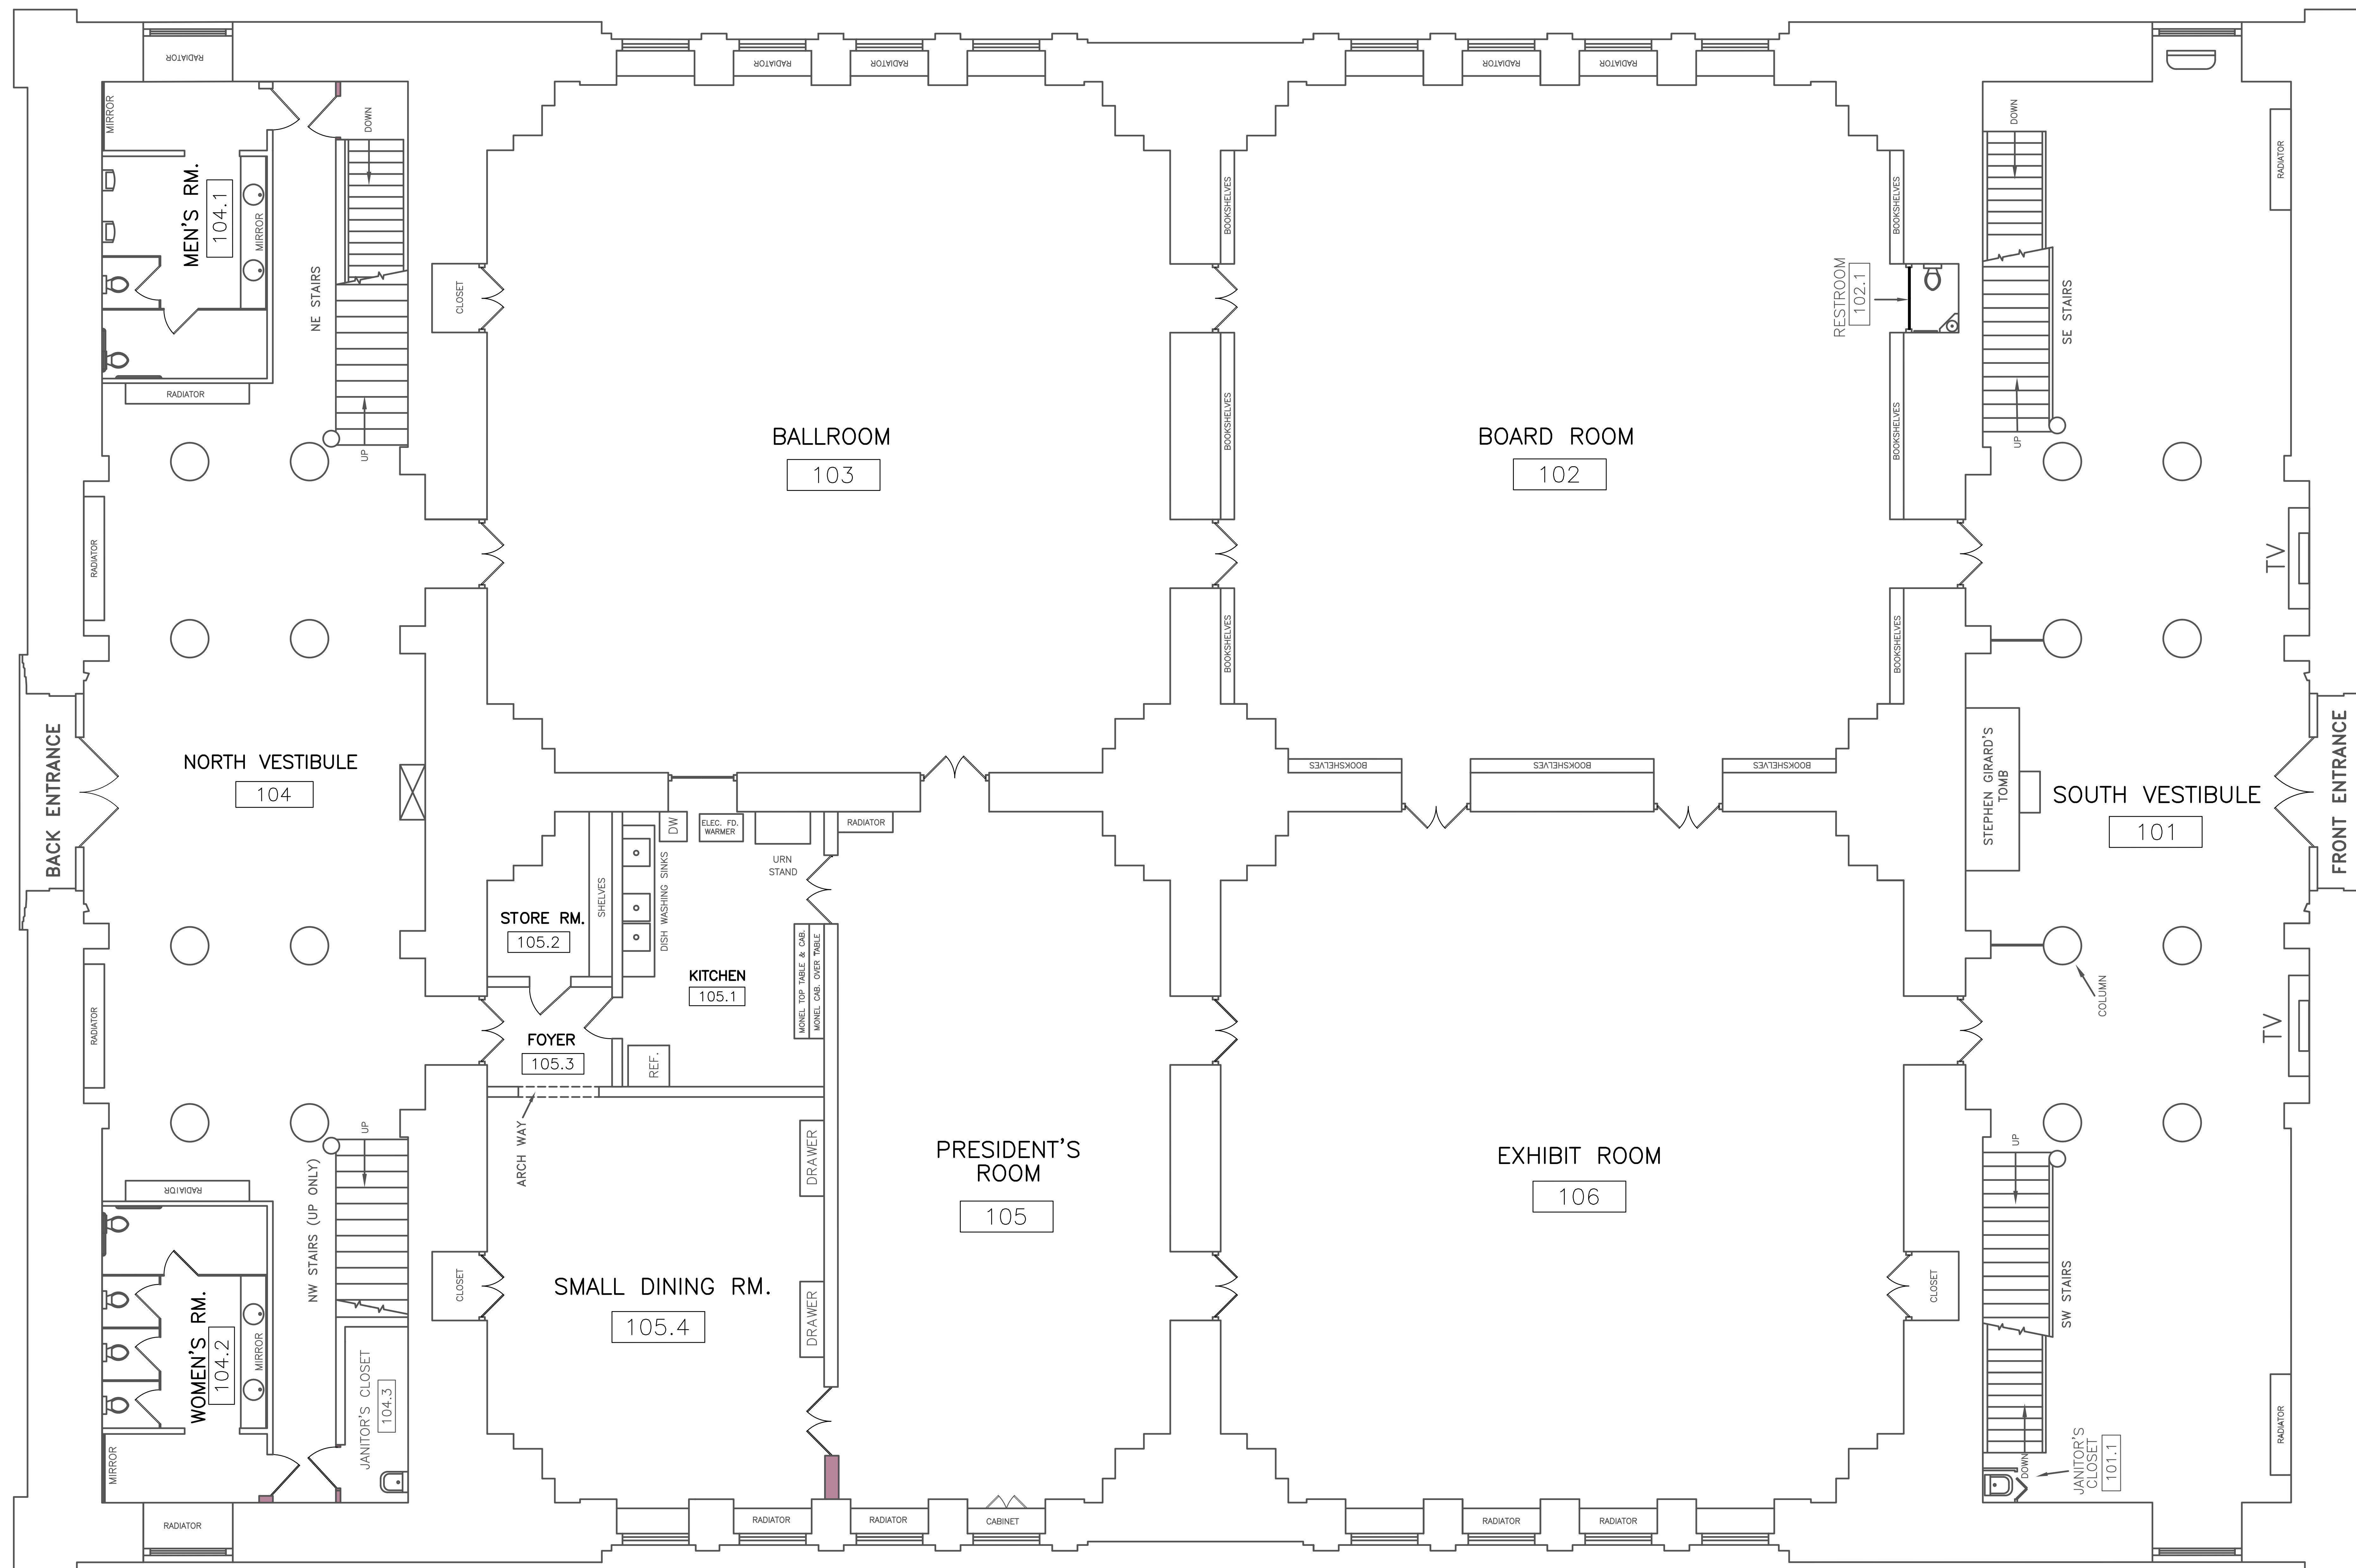 RADIATOR
MIRROR
MEN'S RM.
104.1
MIRROR
DOWN
NE STAIRS
UP
RADIATOR
RADIATOR
BACK ENTRANCE
NORTH VESTIBULE
104
RADIATOR
RADIATOR
NW STAIRS (UP ONLY)
UP
WOMEN'S RM.
104.2
MIRROR
MIRROR
JANITOR'S CLOSET
104.3
RADIATOR
RADIATOR
RADIATOR
CLOSET
BALLROOM
103
BOOKSHELVES
BOOKSHELVES
BOOKSHELVES
RADIATOR
RADIATOR
BOARD ROOM
102
BOOKSHELVES
BOOKSHELVES
BOOKSHELVES
RESTROOM
102.1
BOOKSHELVES
BOOKSHELVES
BOOKSHELVES
STORE RM.
105.2
SHELVES
DISH WASHING SINKS
DW
ELEC. FD.
WARMER
URN
STAND
RADIATOR
KITCHEN
105.1
MONEL TOP TABLE & CAB.
MONEL CAB. OVER TABLE
FOYER
105.3
REF.
ARCH WAY
DRAWER
DRAWER
CLOSET
SMALL DINING RM.
105.4
RADIATOR
PRESIDENT'S
ROOM
105
RADIATOR
CABINET
EXHIBIT ROOM
106
CLOSET
RADIATOR
RADIATOR
DOWN
SE STAIRS
UP
RADIATOR
TV
STEPHEN GIRARD'S
TOMB
SOUTH VESTIBULE
101
FRONT ENTRANCE
COLUMN
TV
UP
SW STAIRS
DOWN
JANITOR'S
CLOSET
101.1
RADIATOR